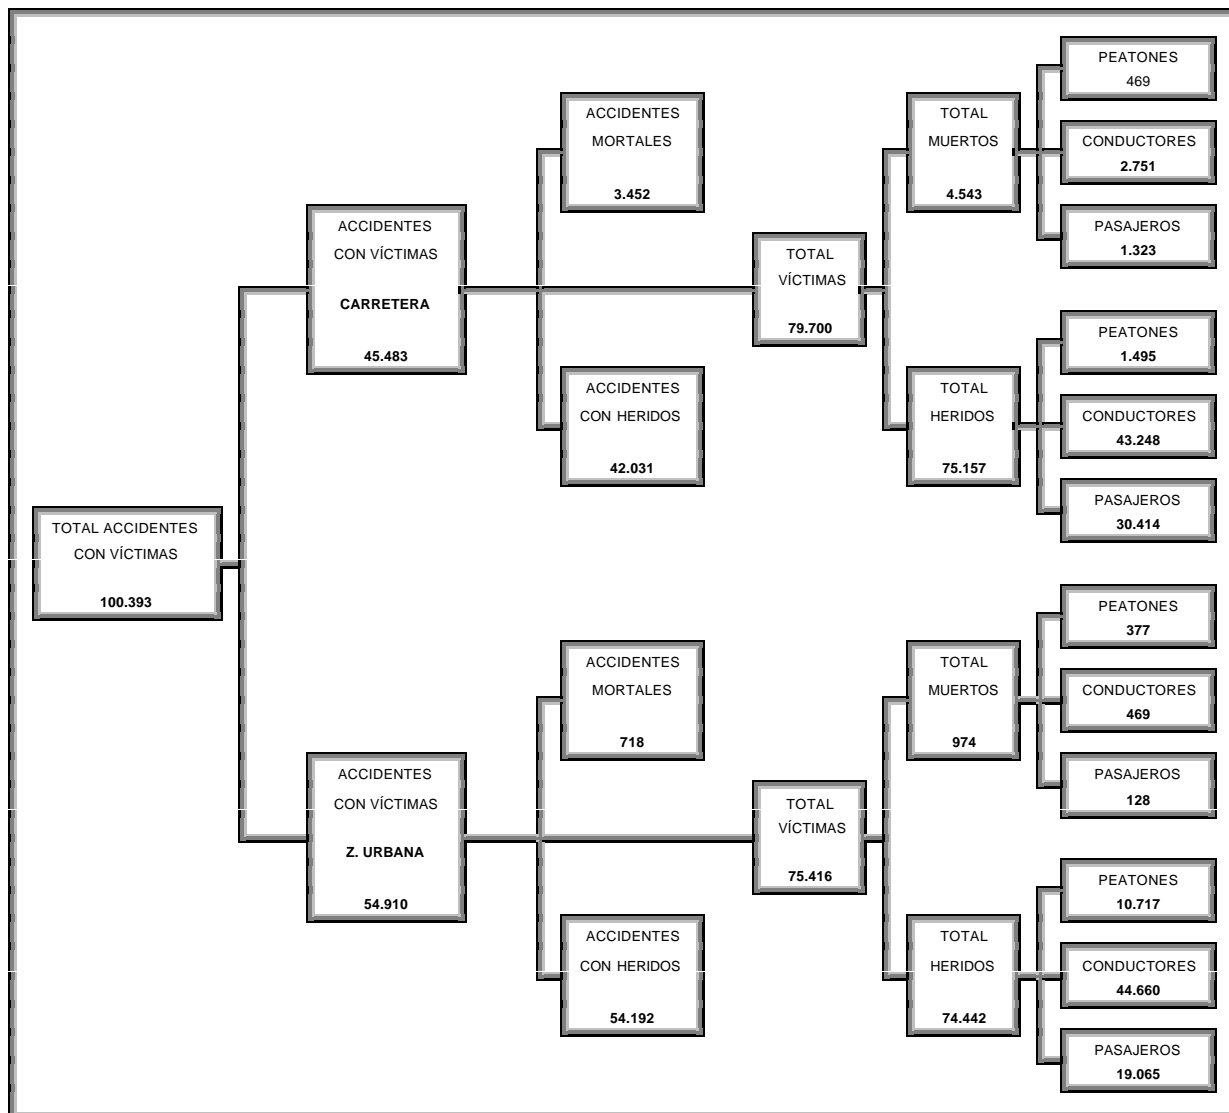 PEATONES
469
ACCIDENTES
MORTALES
3.452
TOTAL
MUERTOS
4.543
CONDUCTORES
2.751
PASAJEROS
1.323
ACCIDENTES
CON VÍCTIMAS
CARRETERA
45.483
TOTAL
VÍCTIMAS
79.700
ACCIDENTES
CON HERIDOS
42.031
TOTAL
HERIDOS
75.157
PEATONES
1.495
CONDUCTORES
43.248
PASAJEROS
30.414
TOTAL ACCIDENTES
CON VÍCTIMAS
100.393
ACCIDENTES
MORTALES
718
TOTAL
MUERTOS
974
PEATONES
377
CONDUCTORES
469
PASAJEROS
128
ACCIDENTES
CON VÍCTIMAS
Z. URBANA
54.910
TOTAL
VÍCTIMAS
75.416
ACCIDENTES
CON HERIDOS
54.192
TOTAL
HERIDOS
74.442
PEATONES
10.717
CONDUCTORES
44.660
PASAJEROS
19.065